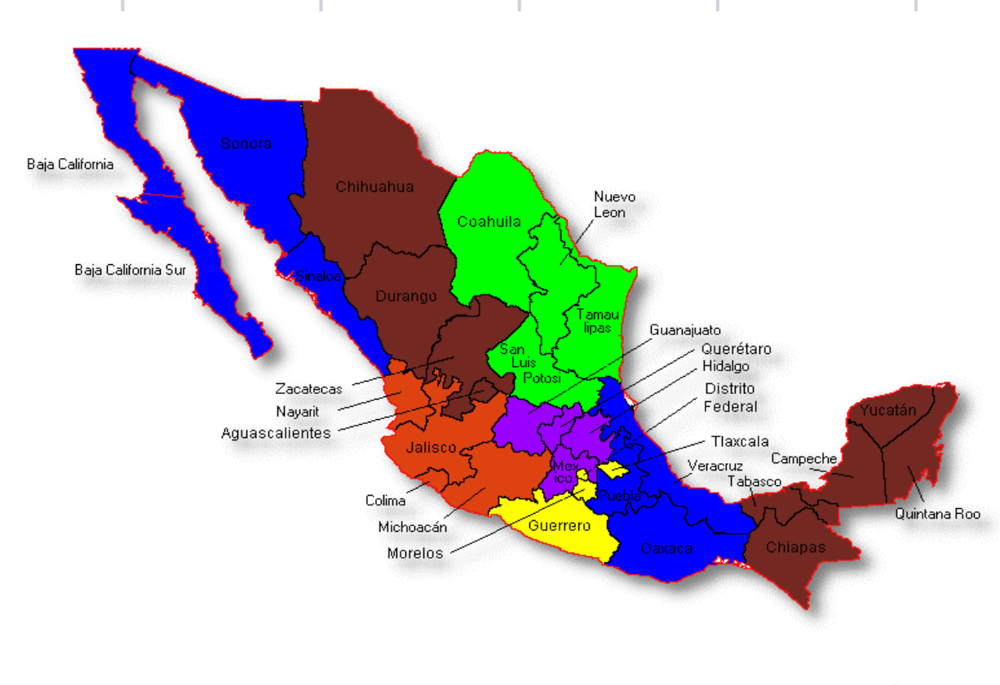 Sonora
Baja California
Chihuahua
Nuevo
Leon
Coahuila
Baja California Sur
Sinaloa
Durango
Tamau
lipas
Guanajuato
San
Luis
Potosi
Querétaro
Hidalgo
Zacatecas
Distrito
Federal
Nayarit
Yucatán
Aguascalientes
Jalisco
Tlaxcala
Campeche
Mex
ico
Veracruz
Tabasco
Colima
Puebla
Quintana Roo
Michoacán
Guerrero
Morelos
Oaxaca
Chiapas